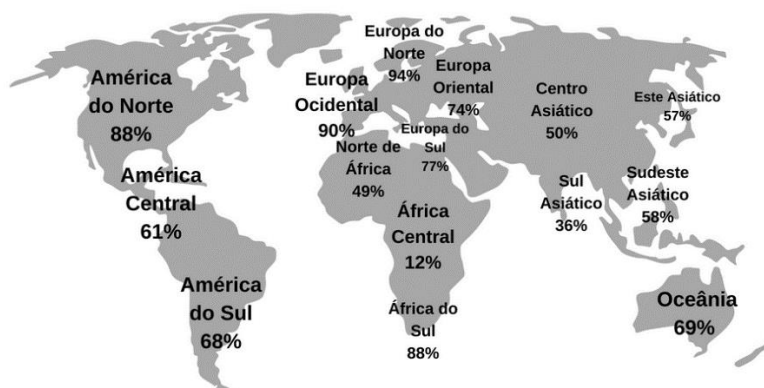 América
do Norte
88%
América
Central
61%
América
do Sul
68%
Europa do
Norte
94%
Europa
Ocidental
90%
Europa
Oriental
74%
Europa do
Sul
77%
Norte de
África
49%
África
Central
12%
África do
Sul
88%
Centro
Asiático
50%
Este Asiático
57%
Sul
Asiático
36%
Sudeste
Asiático
58%
Oceânia
69%